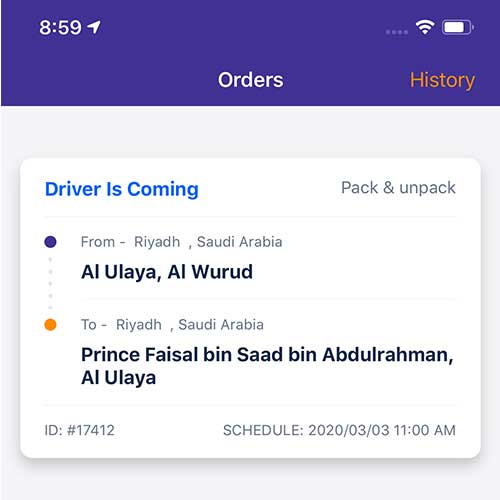 8:59
Orders
History
Driver Is Coming
Pack & unpack
From - Riyadh , Saudi Arabia
Al Ulaya, Al Wurud
To - Riyadh , Saudi Arabia
Prince Faisal bin Saad bin Abdulrahman,
Al Ulaya
ID: #17412
SCHEDULE: 2020/03/03 11:00 AM